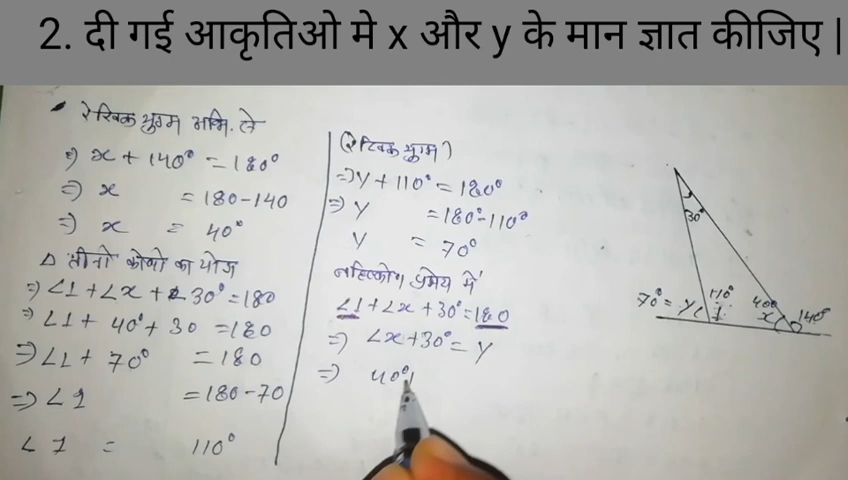 2. दी गई आकृतिओ मे x और y के मान ज्ञात कीजिए |
रैखिक युग्म अभि. से
⇒ x + 140° = 180°
⇒ x = 180-140
⇒ x = 40°
Δ तीनो कोणो का योग
⇒ ∠1 + ∠x + ∠30° = 180
⇒ ∠1 + 40° + 30 = 180
⇒ ∠1 + 70° = 180
⇒ ∠1 = 180-70
∠1 = 110°
(रैखिक युग्म)
⇒ y + 110° = 180°
⇒ y = 180°-110°
y = 70°
बहिष्कोण प्रमेय में
∠1 + ∠x + 30° = 180
⇒ ∠x + 30° = y
⇒ 40°
30°
70° = y
110°
1
40°
x
140°